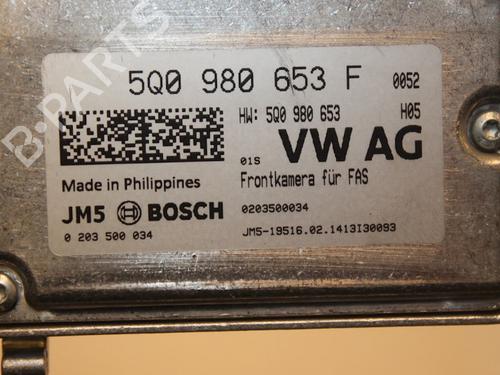 5Q0 980 653 F 0052
HW: 5Q0 980 653 H05
01S VW AG
Made in Philippines
Frontkamera für FAS
JM5 BOSCH
0203500034
0 203 500 034
JM5-19516.02.1413I30093
B-PARTS